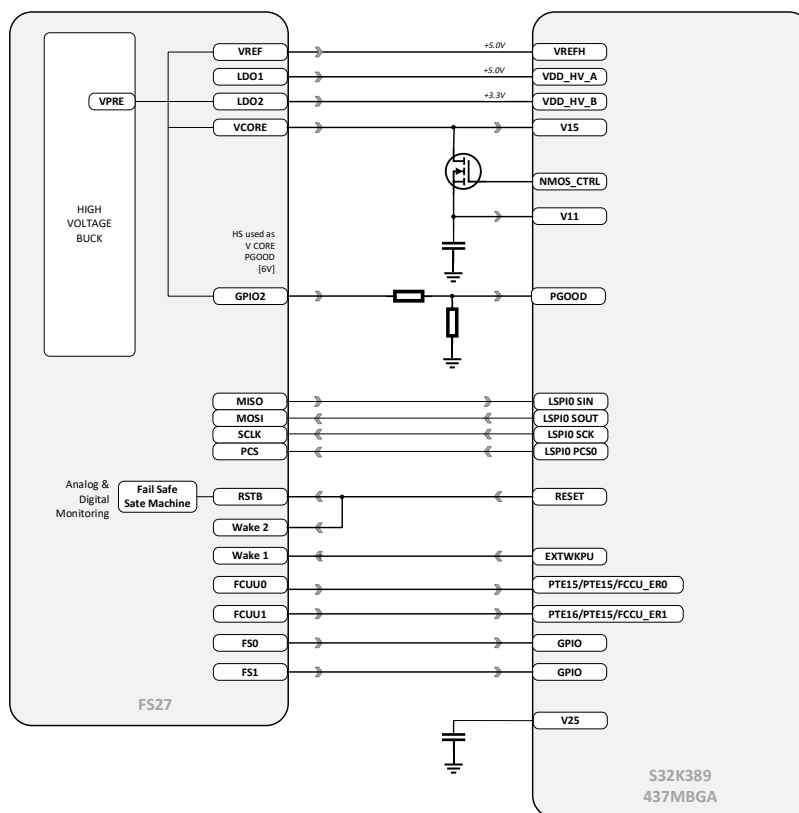 VREF
+5.0V
VREFH
LDO1
+5.0V
VDD_HV_A
VPRE
LDO2
+3.3V
VDD_HV_B
VCORE
V15
NMOS_CTRL
HIGH
VOLTAGE
BUCK
V11
HS used as
V CORE
PGOOD
[6V]
GPIO2
PGOOD
MISO
LSPI0 SIN
MOSI
LSPI0 SOUT
SCLK
LSPI0 SCK
PCS
LSPI0 PCS0
Analog &
Digital
Monitoring
Fail Safe
Sate Machine
RSTB
RESET
Wake 2
Wake 1
EXTWKPU
FCUU0
PTE15/PTE15/FCCU_ER0
FCUU1
PTE16/PTE15/FCCU_ER1
FS0
GPIO
FS1
GPIO
FS27
V25
S32K389
437MBGA